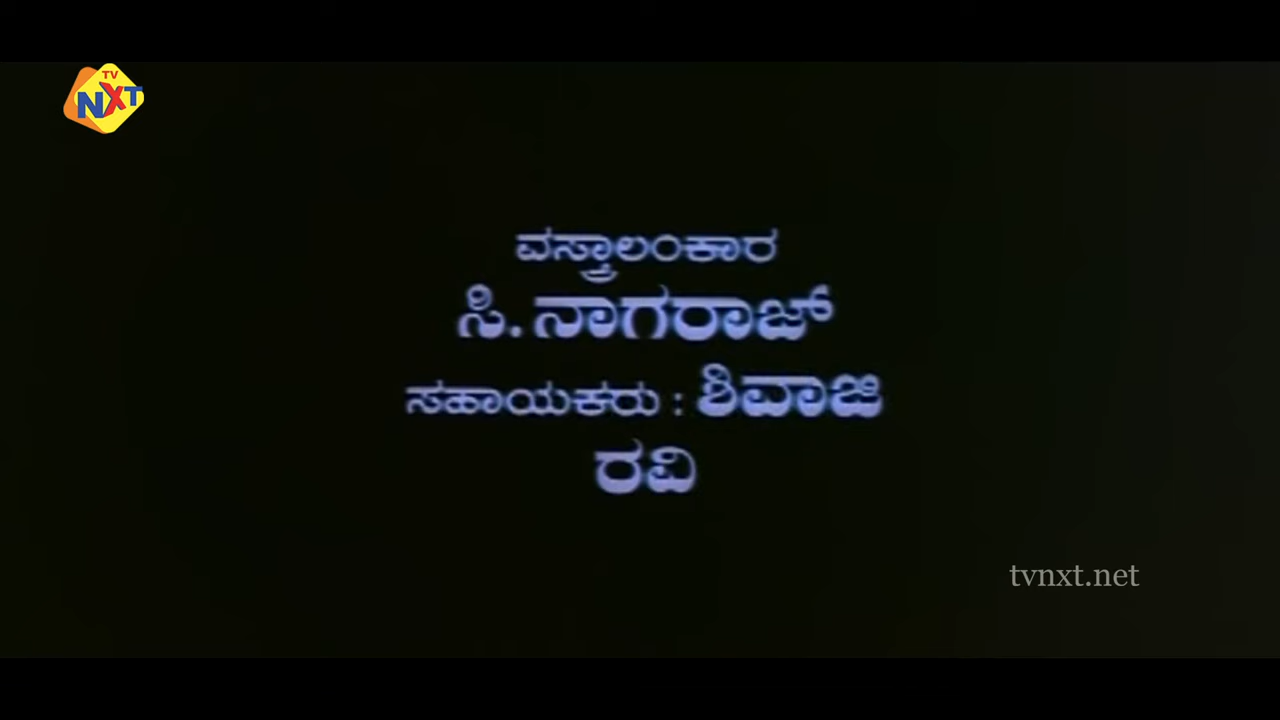 TV
NXT
ವಸ್ತ್ರಾಲಂಕಾರ
ಸಿ. ನಾಗರಾಜ್
ಸಹಾಯಕರು : ಶಿವಾಜಿ
ರವಿ
tvnxt.net